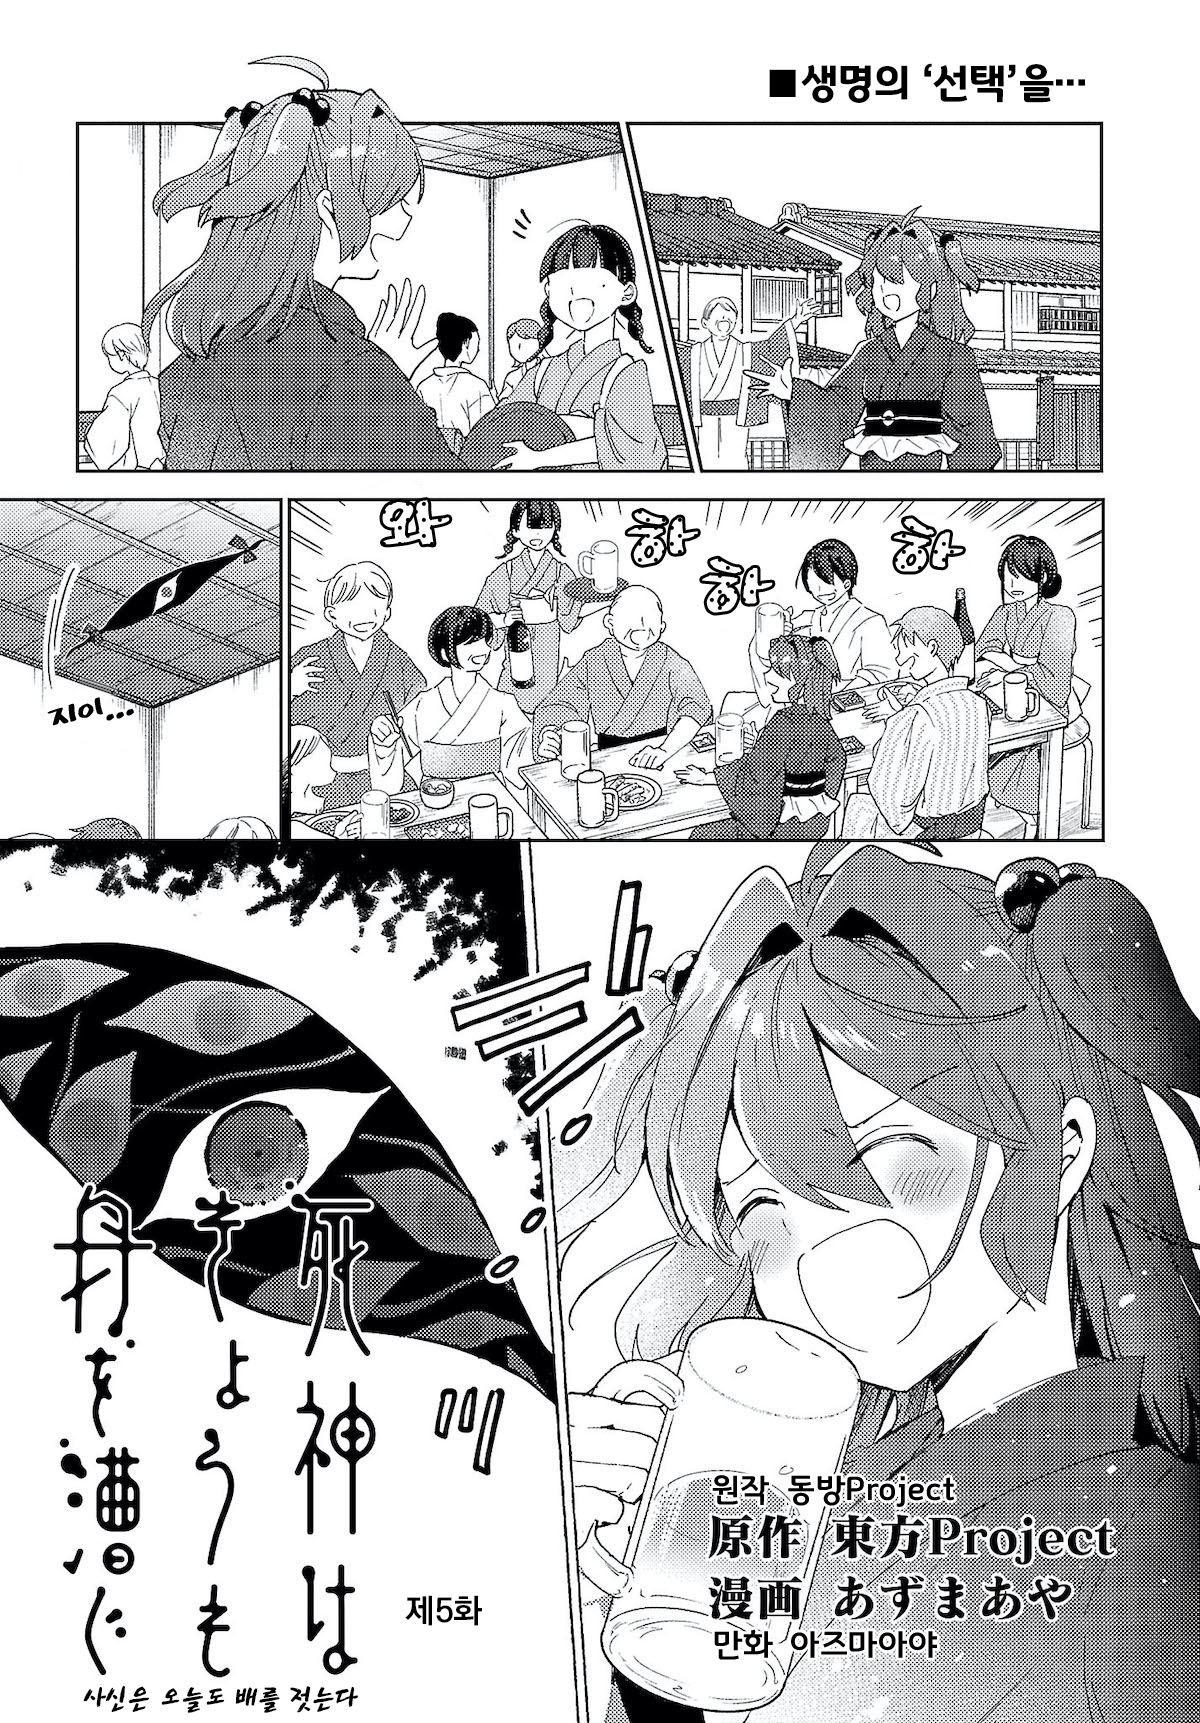 ■생명의 ‘선택’을…
와
하
하
하
지이…
死神は
きょうも
舟を漕ぐ
제5화
사신은 오늘도 배를 젓는다
원작 동방Project
原作 東方Project
漫画 あずまあや
만화 아즈마아야